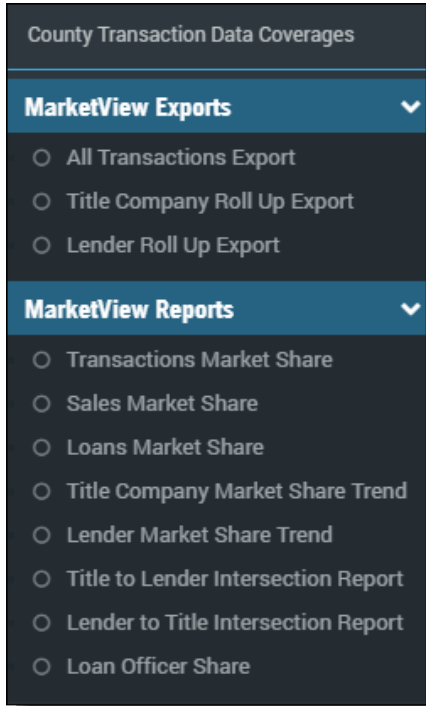 County Transaction Data Coverages
MarketView Exports
All Transactions Export
Title Company Roll Up Export
Lender Roll Up Export
MarketView Reports
Transactions Market Share
Sales Market Share
Loans Market Share
Title Company Market Share Trend
Lender Market Share Trend
Title to Lender Intersection Report
Lender to Title Intersection Report
Loan Officer Share